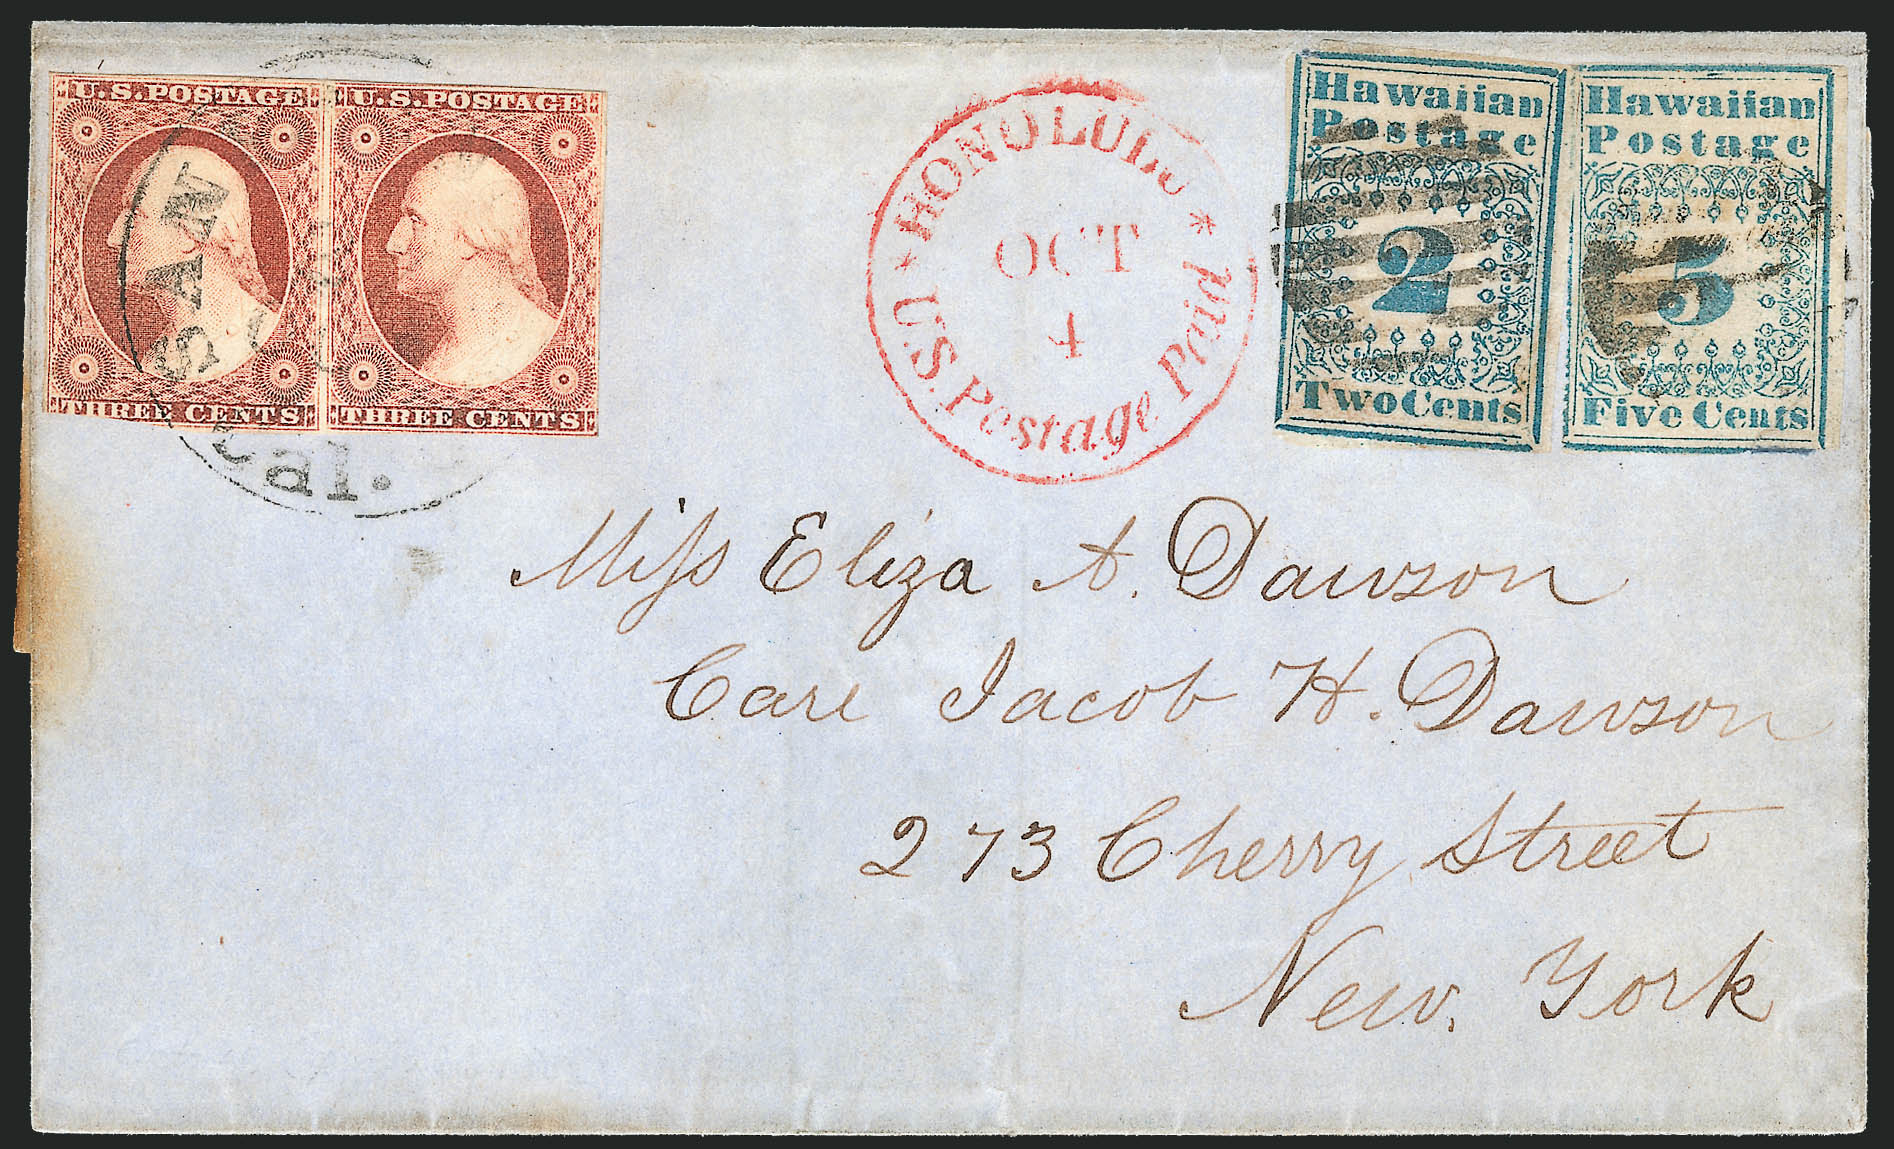 U.S. POSTAGE
THREE CENTS
U.S. POSTAGE
THREE CENTS
SAN
Cal.
* HONOLULU *
OCT
4
U.S. Postage Paid
Hawaiian
Postage
2
Two Cents
Hawaiian
Postage
5
Five Cents
Miss Eliza A. Dawson
Care Jacob H. Dawson
273 Cherry Street
New. York